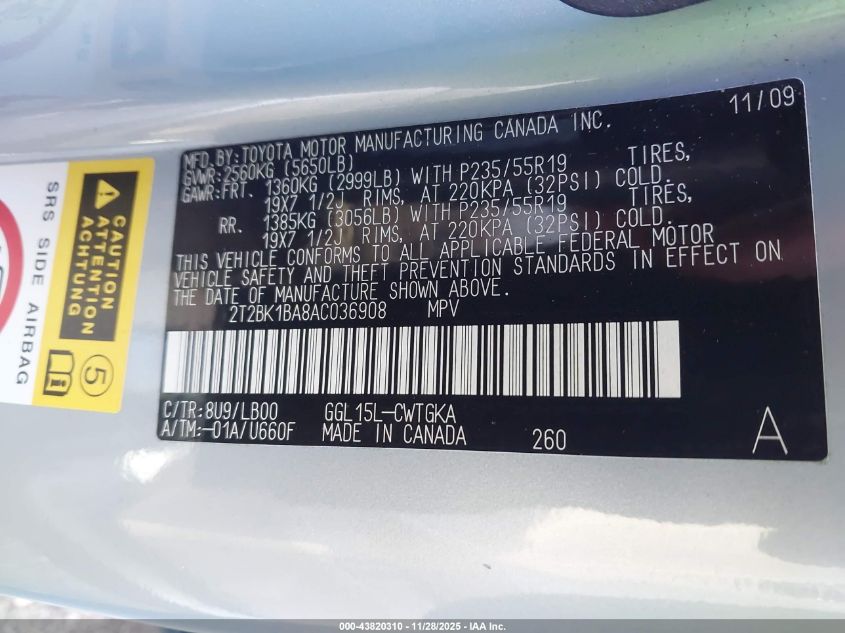 11/09
MFD. BY: TOYOTA MOTOR MANUFACTURING CANADA INC.
GVWR: 2560KG (5650LB)
GAWR: FRT. 1360KG (2999LB) WITH P235/55R19 TIRES,
19X7 1/2J RIMS, AT 220KPA (32PSI) COLD.
RR. 1385KG (3056LB) WITH P235/55R19 TIRES,
19X7 1/2J RIMS, AT 220KPA (32PSI) COLD.
THIS VEHICLE CONFORMS TO ALL APPLICABLE FEDERAL MOTOR
VEHICLE SAFETY AND THEFT PREVENTION STANDARDS IN EFFECT ON
THE DATE OF MANUFACTURE SHOWN ABOVE.
2T2BK1BA8AC036908 MPV
C/TR: 8U9/LB00 GGL15L-CWTGKA
A/TM: -01A/U660F MADE IN CANADA 260 A
CAUTION
ATTENTION
ACHTUNG
5
SRS SIDE AIRBAG
000-43820310 - 11/28/2025 - IAA Inc.